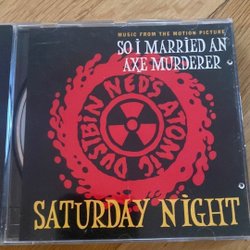 MUSIC FROM THE MOTION PICTURE
SO I MARRIED AN
AXE MURDERER
NED'S ATOMIC
DUSTBIN
SATURDAY NIGHT